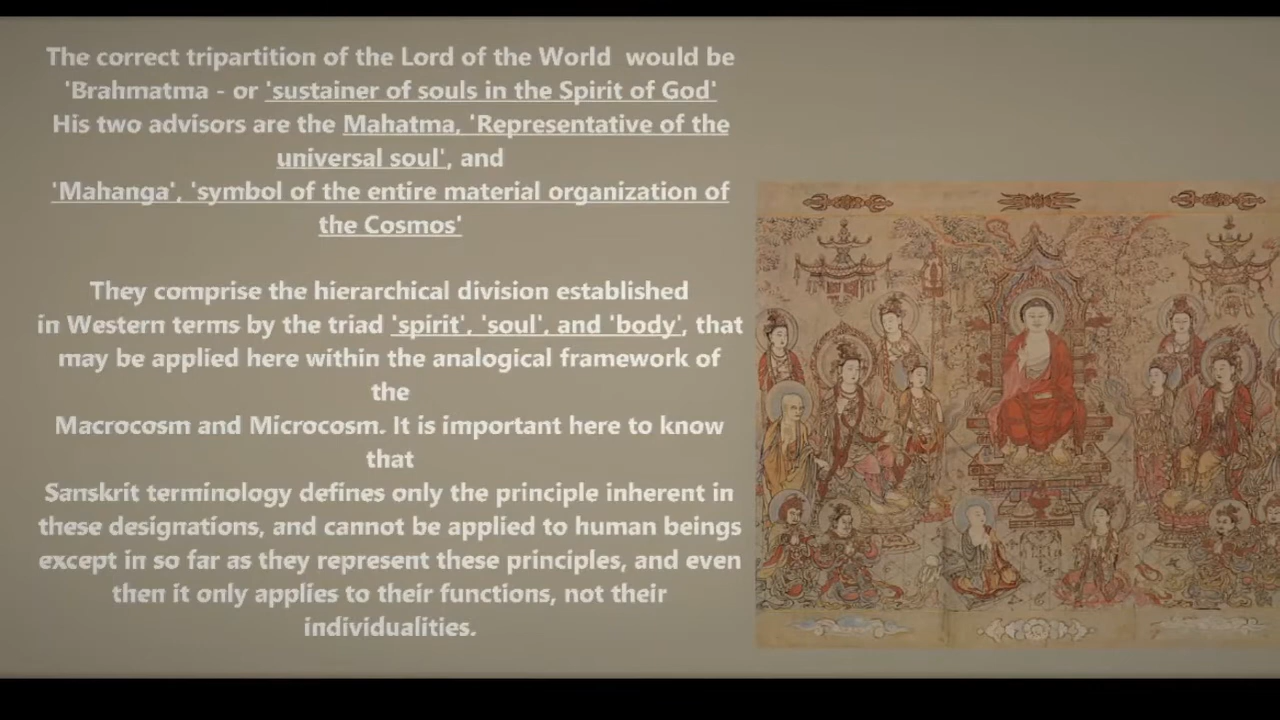 The correct tripartition of the Lord of the World  would be
'Brahmatma - or 'sustainer of souls in the Spirit of God'
His two advisors are the Mahatma, 'Representative of the
universal soul', and
'Mahanga', 'symbol of the entire material organization of
the Cosmos'
They comprise the hierarchical division established
in Western terms by the triad 'spirit', 'soul', and 'body', that
may be applied here within the analogical framework of
the
Macrocosm and Microcosm. It is important here to know
that
Sanskrit terminology defines only the principle inherent in
these designations, and cannot be applied to human beings
except in so far as they represent these principles, and even
then it only applies to their functions, not their
individualities.